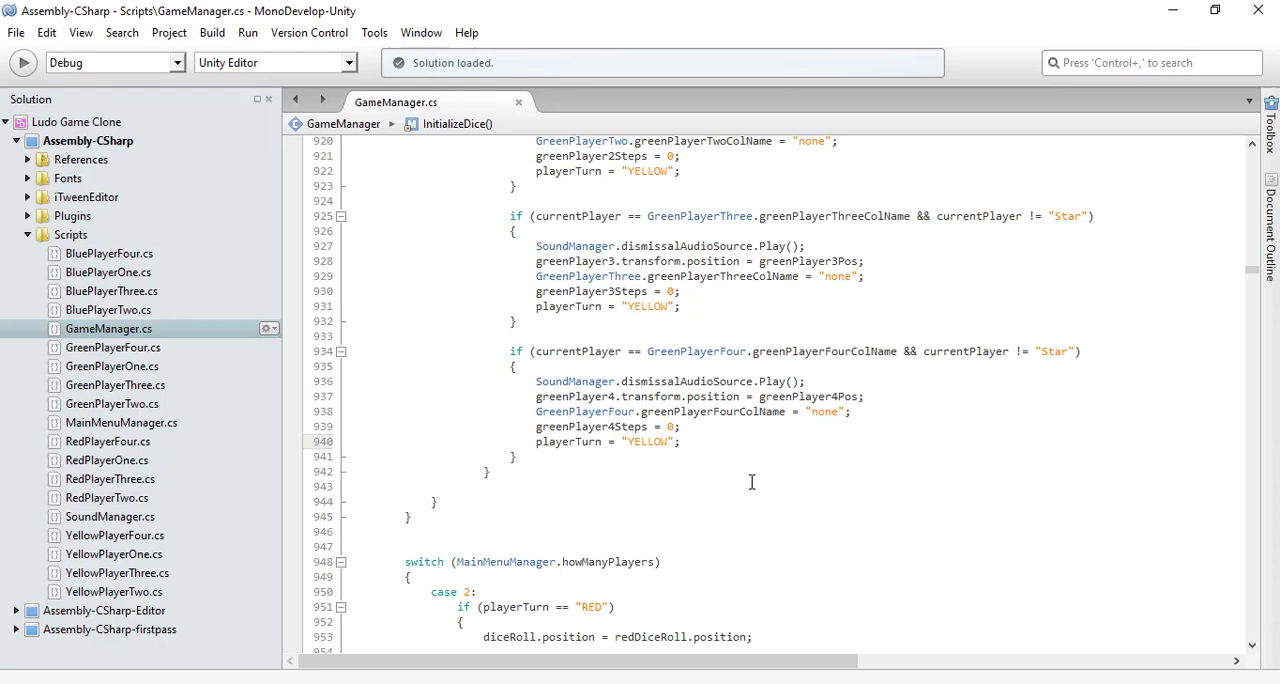 Assembly-CSharp - Scripts\GameManager.cs - MonoDevelop-Unity
File Edit View Search Project Build Run Version Control Tools Window Help
Debug Unity Editor Solution loaded. Press 'Control+,' to search
Solution
Ludo Game Clone
Assembly-CSharp
References
Fonts
iTweenEditor
Plugins
Scripts
BluePlayerFour.cs
BluePlayerOne.cs
BluePlayerThree.cs
BluePlayerTwo.cs
GameManager.cs
GreenPlayerFour.cs
GreenPlayerOne.cs
GreenPlayerThree.cs
GreenPlayerTwo.cs
MainMenuManager.cs
RedPlayerFour.cs
RedPlayerOne.cs
RedPlayerThree.cs
RedPlayerTwo.cs
SoundManager.cs
YellowPlayerFour.cs
YellowPlayerOne.cs
YellowPlayerThree.cs
YellowPlayerTwo.cs
Assembly-CSharp-Editor
Assembly-CSharp-firstpass
GameManager.cs
GameManager InitializeDice()
920 GreenPlayerTwo.greenPlayerTwoColName = "none";
921 greenPlayer2Steps = 0;
922 playerTurn = "YELLOW";
923 }
924
925 if (currentPlayer == GreenPlayerThree.greenPlayerThreeColName && currentPlayer != "Star")
926 {
927 SoundManager.dismissalAudioSource.Play();
928 greenPlayer3.transform.position = greenPlayer3Pos;
929 GreenPlayerThree.greenPlayerThreeColName = "none";
930 greenPlayer3Steps = 0;
931 playerTurn = "YELLOW";
932 }
933
934 if (currentPlayer == GreenPlayerFour.greenPlayerFourColName && currentPlayer != "Star")
935 {
936 SoundManager.dismissalAudioSource.Play();
937 greenPlayer4.transform.position = greenPlayer4Pos;
938 GreenPlayerFour.greenPlayerFourColName = "none";
939 greenPlayer4Steps = 0;
940 playerTurn = "YELLOW";
941 }
942 }
943
944 }
945 }
946
947
948 switch (MainMenuManager.howManyPlayers)
949 {
950 case 2:
951 if (playerTurn == "RED")
952 {
953 diceRoll.position = redDiceRoll.position;
954
Toolbox
Document Outline